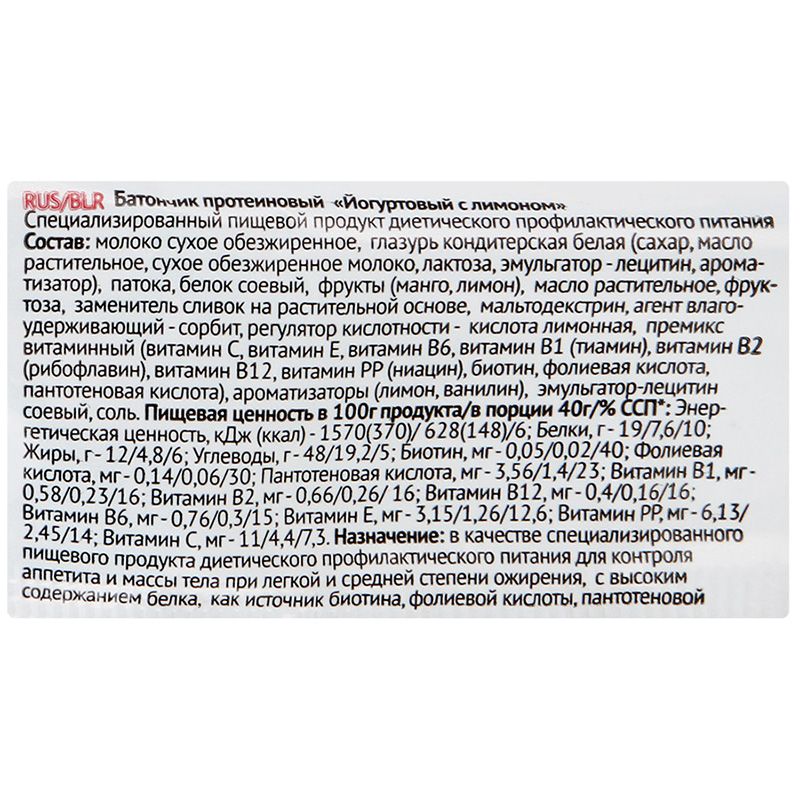 RUS/BLR Батончик протеиновый «Йогуртовый с лимоном»
Специализированный пищевой продукт диетического профилактического питания
Состав: молоко сухое обезжиренное, глазурь кондитерская белая (сахар, масло
растительное, сухое обезжиренное молоко, лактоза, эмульгатор - лецитин, арома-
тизатор), патока, белок соевый, фрукты (манго, лимон), масло растительное, фрук-
тоза, заменитель сливок на растительной основе, мальтодекстрин, агент влаго-
удерживающий - сорбит, регулятор кислотности - кислота лимонная, премикс
витаминный (витамин С, витамин Е, витамин В6, витамин В1 (тиамин), витамин В2
(рибофлавин), витамин В12, витамин РР (ниацин), биотин, фолиевая кислота,
пантотеновая кислота), ароматизаторы (лимон, ванилин), эмульгатор-лецитин
соевый, соль. Пищевая ценность в 100г продукта/в порции 40г/% ССП*: Энер-
гетическая ценность, кДж (ккал) - 1570(370)/ 628(148)/6; Белки, г - 19/7,6/10;
Жиры, г - 12/4,8/6; Углеводы, г - 48/19,2/5; Биотин, мг - 0,05/0,02/40; Фолиевая
кислота, мг - 0,14/0,06/30; Пантотеновая кислота, мг - 3,56/1,4/23; Витамин В1, мг -
0,58/0,23/16; Витамин В2, мг - 0,66/0,26/ 16; Витамин В12, мг - 0,4/0,16/16;
Витамин В6, мг - 0,76/0,3/15; Витамин Е, мг - 3,15/1,26/12,6; Витамин РР, мг - 6,13/
2,45/14; Витамин С, мг - 11/4,4/7,3. Назначение: в качестве специализированного
пищевого продукта диетического профилактического питания для контроля
аппетита и массы тела при легкой и средней степени ожирения, с высоким
содержанием белка, как источник биотина, фолиевой кислоты, пантотеновой